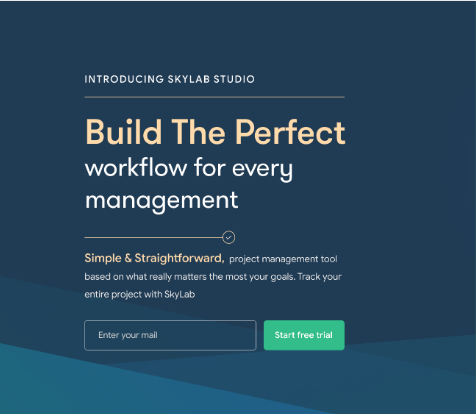 INTRODUCING SKYLAB STUDIO
Build The Perfect
workflow for every
management
Simple & Straightforward, project management tool
based on what really matters the most your goals. Track your
entire project with SkyLab
Enter your mail
Start free trial